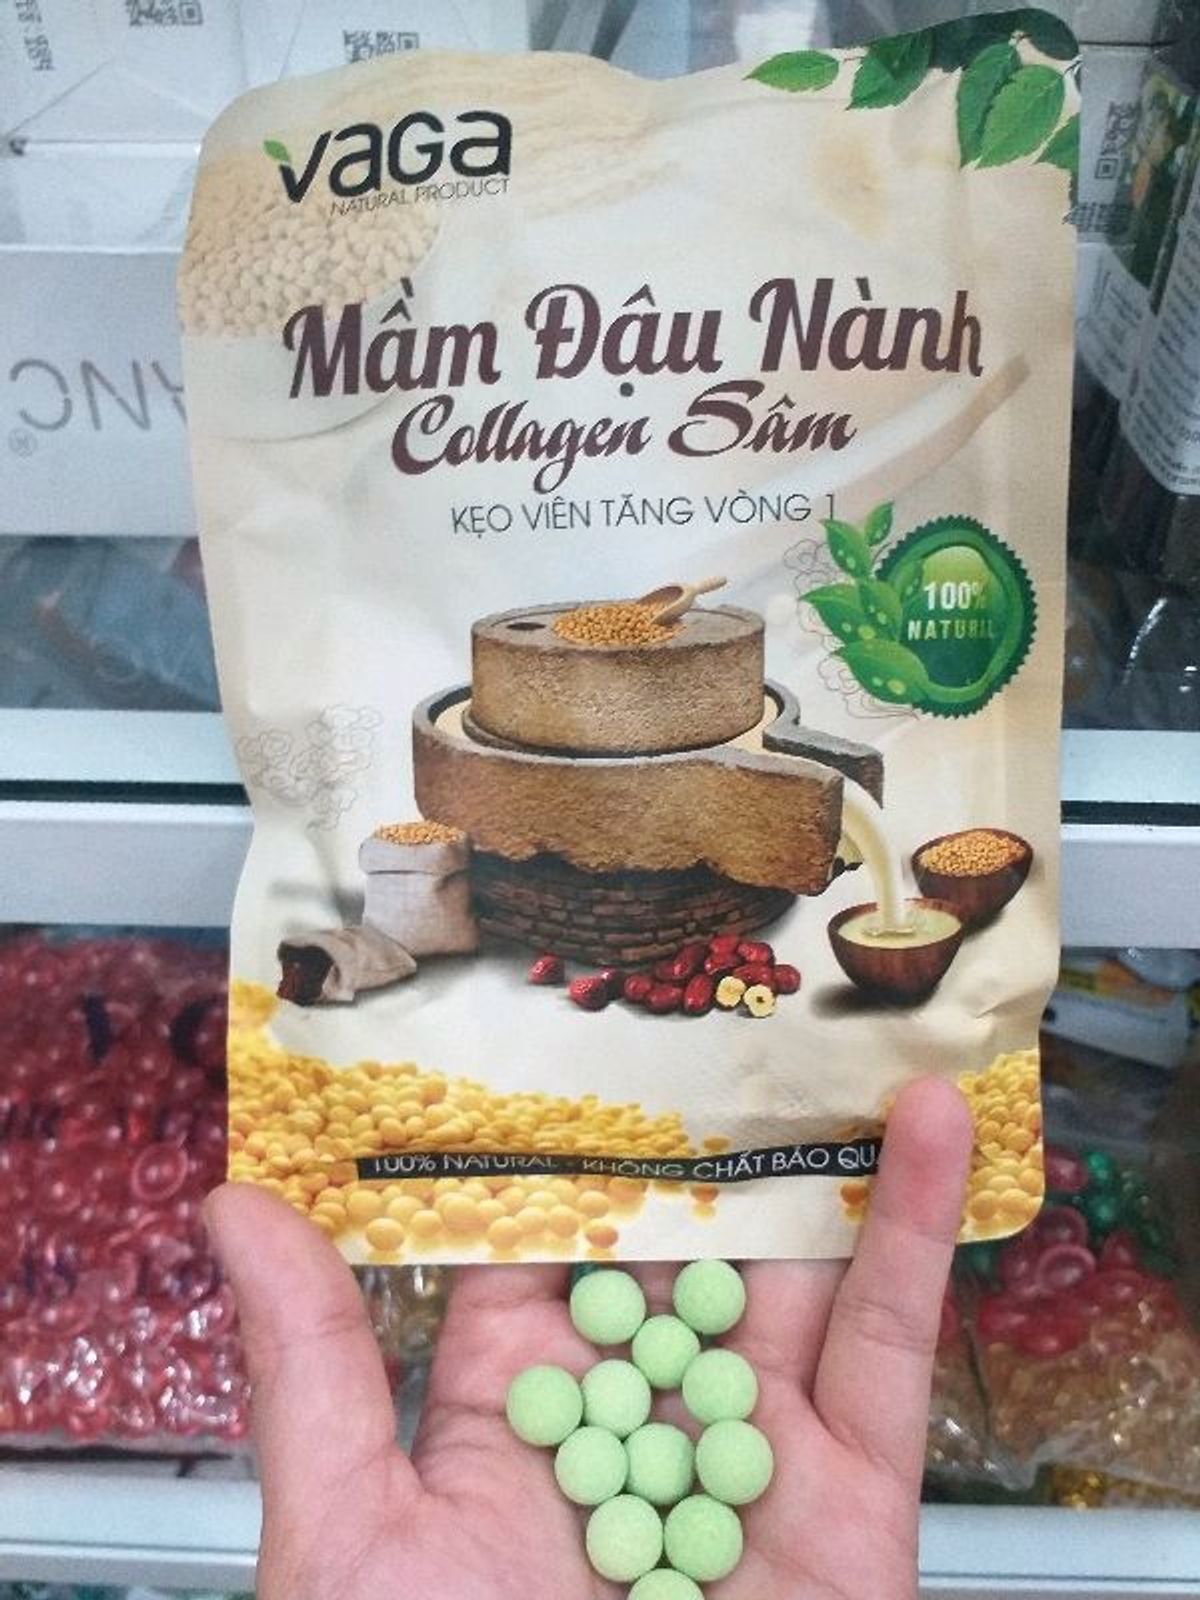 vaGa
NATURAL PRODUCT
Mầm Đậu Nành
Collagen Sâm
KẸO VIÊN TĂNG VÒNG 1
100%
NATURAL
100% NATURAL - KHÔNG CHẤT BẢO